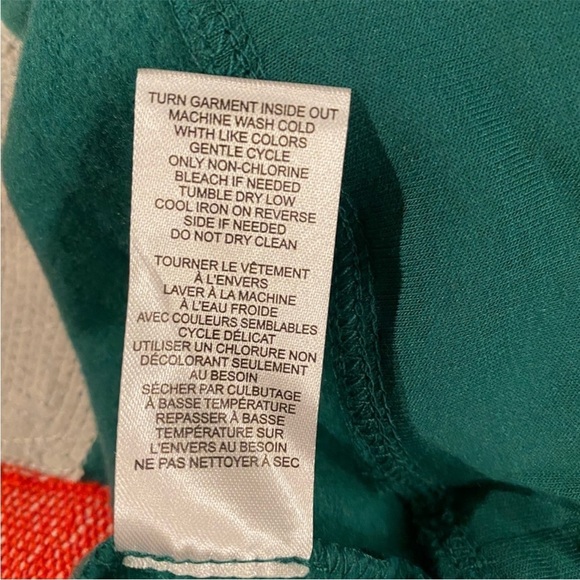 TURN GARMENT INSIDE OUT
MACHINE WASH COLD
WHTH LIKE COLORS
GENTLE CYCLE
ONLY NON-CHLORINE
BLEACH IF NEEDED
TUMBLE DRY LOW
COOL IRON ON REVERSE
SIDE IF NEEDED
DO NOT DRY CLEAN
TOURNER LE VÊTEMENT
À L'ENVERS
LAVER À LA MACHINE
À L'EAU FROIDE
AVEC COULEURS SEMBLABLES
CYCLE DÉLICAT
UTILISER UN CHLORURE NON
DÉCOLORANT SEULEMENT
AU BESOIN
SÉCHER PAR CULBUTAGE
À BASSE TEMPÉRATURE
REPASSER À BASSE
TEMPÉRATURE SUR
L'ENVERS AU BESOIN
NE PAS NETTOYER À SEC